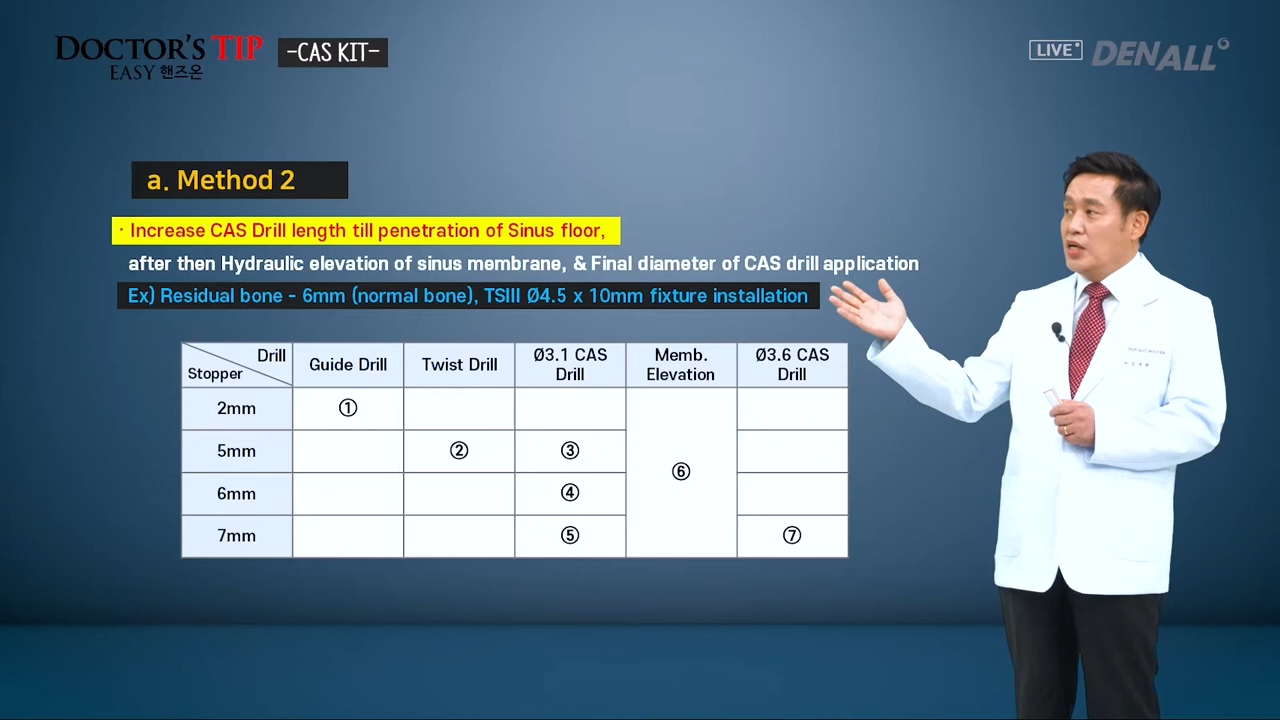 DOCTOR'S TIP
EASY 핸즈온
-CAS KIT-
LIVE
DENALL
a. Method 2
· Increase CAS Drill length till penetration of Sinus floor,
after then Hydraulic elevation of sinus membrane, & Final diameter of CAS drill application
Ex) Residual bone - 6mm (normal bone), TSIII Ø4.5 x 10mm fixture installation
Drill
Stopper
Guide Drill
Twist Drill
Ø3.1 CAS
Drill
Memb.
Elevation
Ø3.6 CAS
Drill
2mm ①
5mm ② ③
⑥
6mm ④
7mm ⑤ ⑦